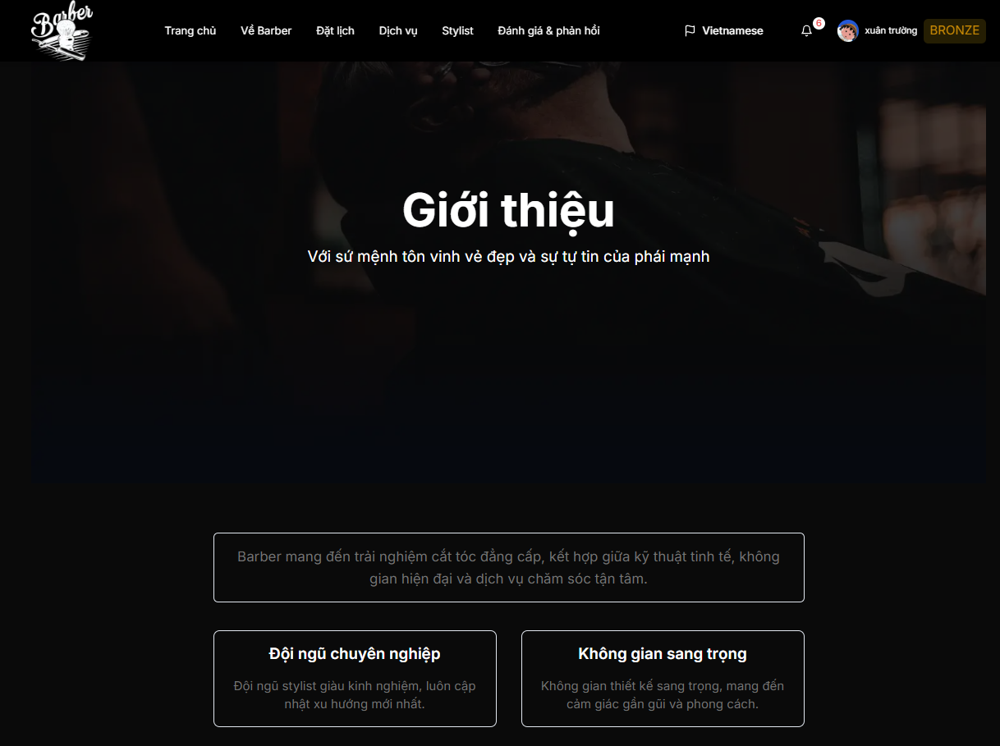 Barber
Trang chủ
Về Barber
Đặt lịch
Dịch vụ
Stylist
Đánh giá & phản hồi
Vietnamese
6
xuân trường
BRONZE
Giới thiệu
Với sứ mệnh tôn vinh vẻ đẹp và sự tự tin của phái mạnh
Barber mang đến trải nghiệm cắt tóc đẳng cấp, kết hợp giữa kỹ thuật tinh tế, không
gian hiện đại và dịch vụ chăm sóc tận tâm.
Đội ngũ chuyên nghiệp
Đội ngũ stylist giàu kinh nghiệm, luôn cập
nhật xu hướng mới nhất.
Không gian sang trọng
Không gian thiết kế sang trọng, mang đến
cảm giác gần gũi và phong cách.